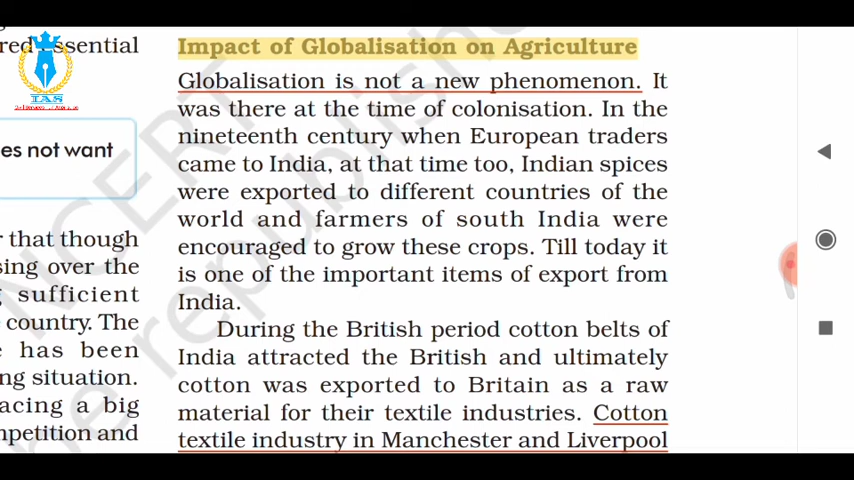 red essential
IAS
es not want
r that though
sing over the
g sufficient
e country. The
e has been
ng situation.
acing a big
mpetition and
Impact of Globalisation on Agriculture
Globalisation is not a new phenomenon. It
was there at the time of colonisation. In the
nineteenth century when European traders
came to India, at that time too, Indian spices
were exported to different countries of the
world and farmers of south India were
encouraged to grow these crops. Till today it
is one of the important items of export from
India.
During the British period cotton belts of
India attracted the British and ultimately
cotton was exported to Britain as a raw
material for their textile industries. Cotton
textile industry in Manchester and Liverpool
NCERT
be republished